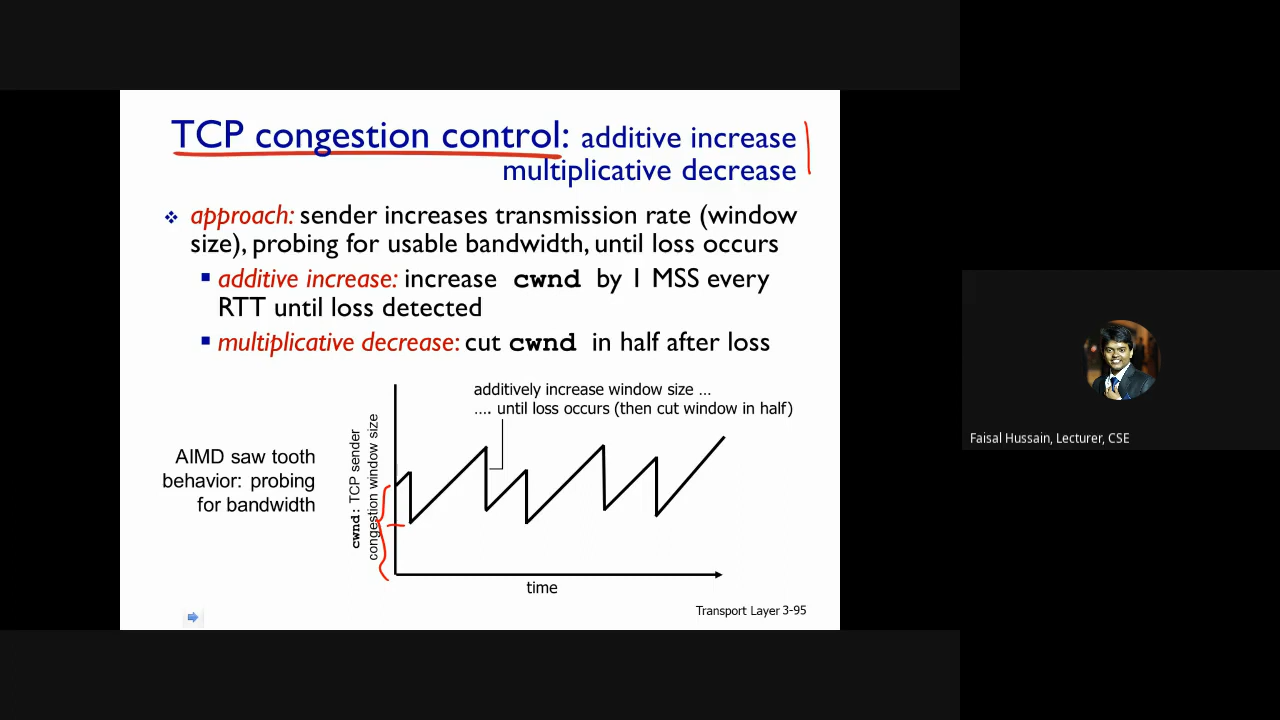 TCP congestion control: additive increase
multiplicative decrease
approach: sender increases transmission rate (window
size), probing for usable bandwidth, until loss occurs
additive increase: increase cwnd by 1 MSS every
RTT until loss detected
multiplicative decrease: cut cwnd in half after loss
additively increase window size …
…. until loss occurs (then cut window in half)
AIMD saw tooth
behavior: probing
for bandwidth
cwnd: TCP sender
congestion window size
time
Transport Layer 3-95
Faisal Hussain, Lecturer, CSE